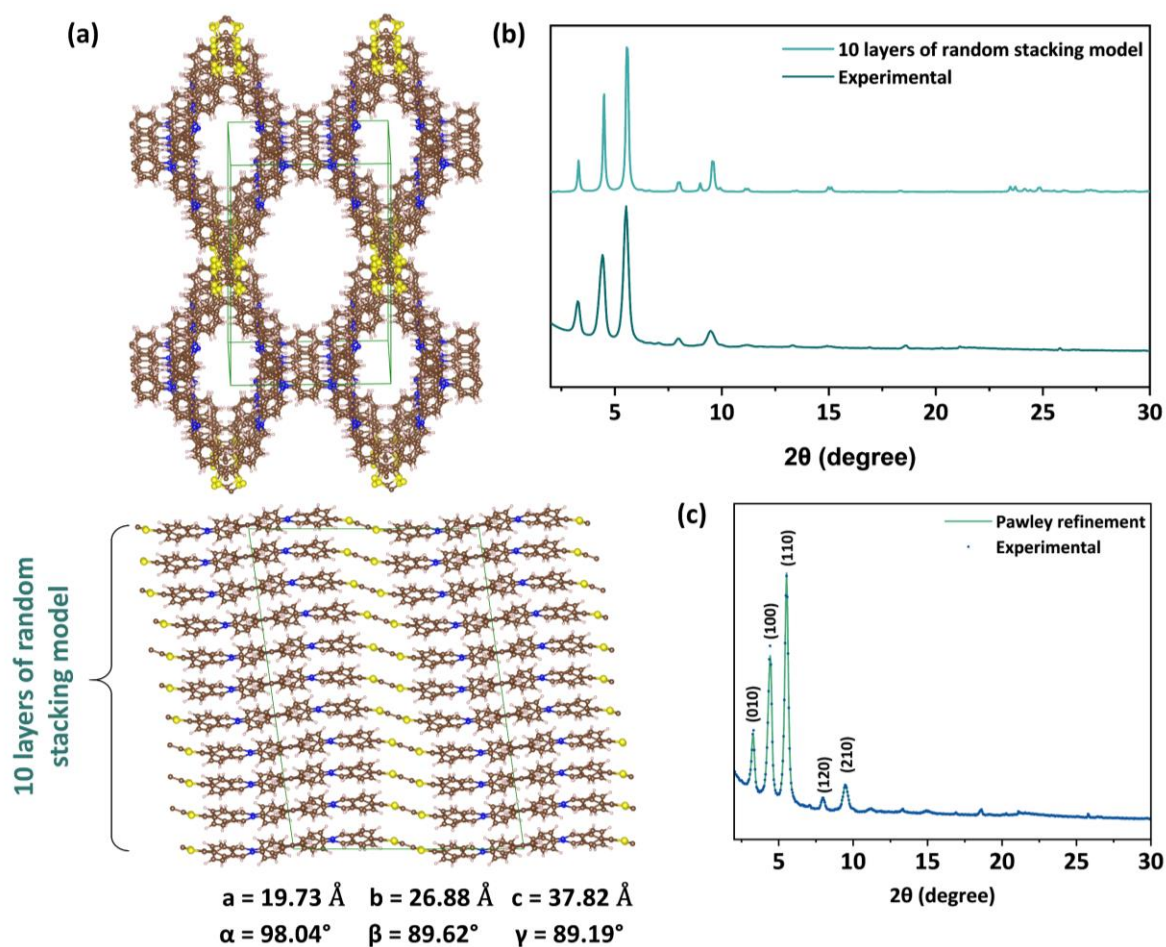 (a)
(b)
10 layers of random stacking model
Experimental
5
10
15
20
25
30
2θ (degree)
10 layers of random
stacking model
a = 19.73 Å b = 26.88 Å c = 37.82 Å
α = 98.04° β = 89.62° γ = 89.19°
(c)
Pawley refinement
Experimental
(010)
(100)
(110)
(120)
(210)
5
10
15
20
25
30
2θ (degree)